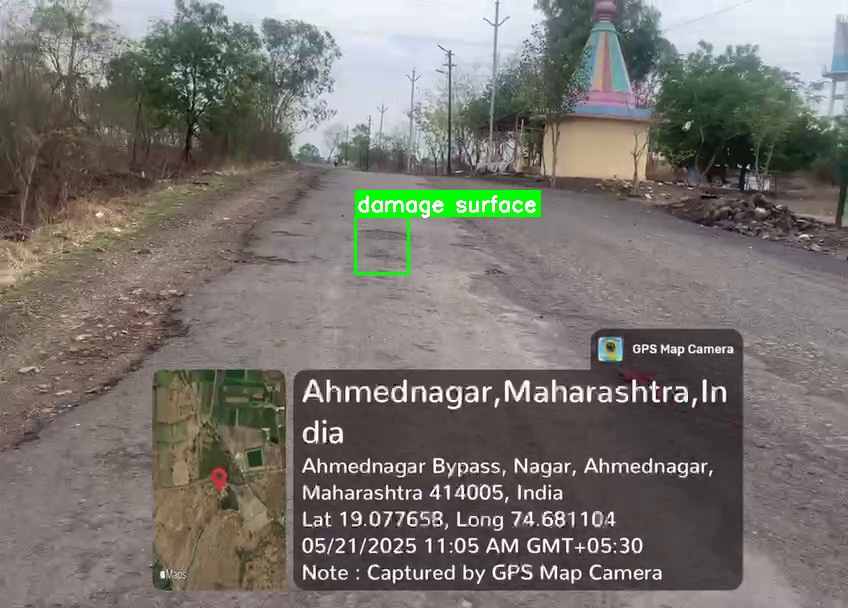 damage surface
GPS Map Camera
Ahmednagar,Maharashtra,In
dia
Ahmednagar Bypass, Nagar, Ahmednagar,
Maharashtra 414005, India
Lat 19.077658, Long 74.681104
05/21/2025 11:05 AM GMT+05:30
Note : Captured by GPS Map Camera
Maps